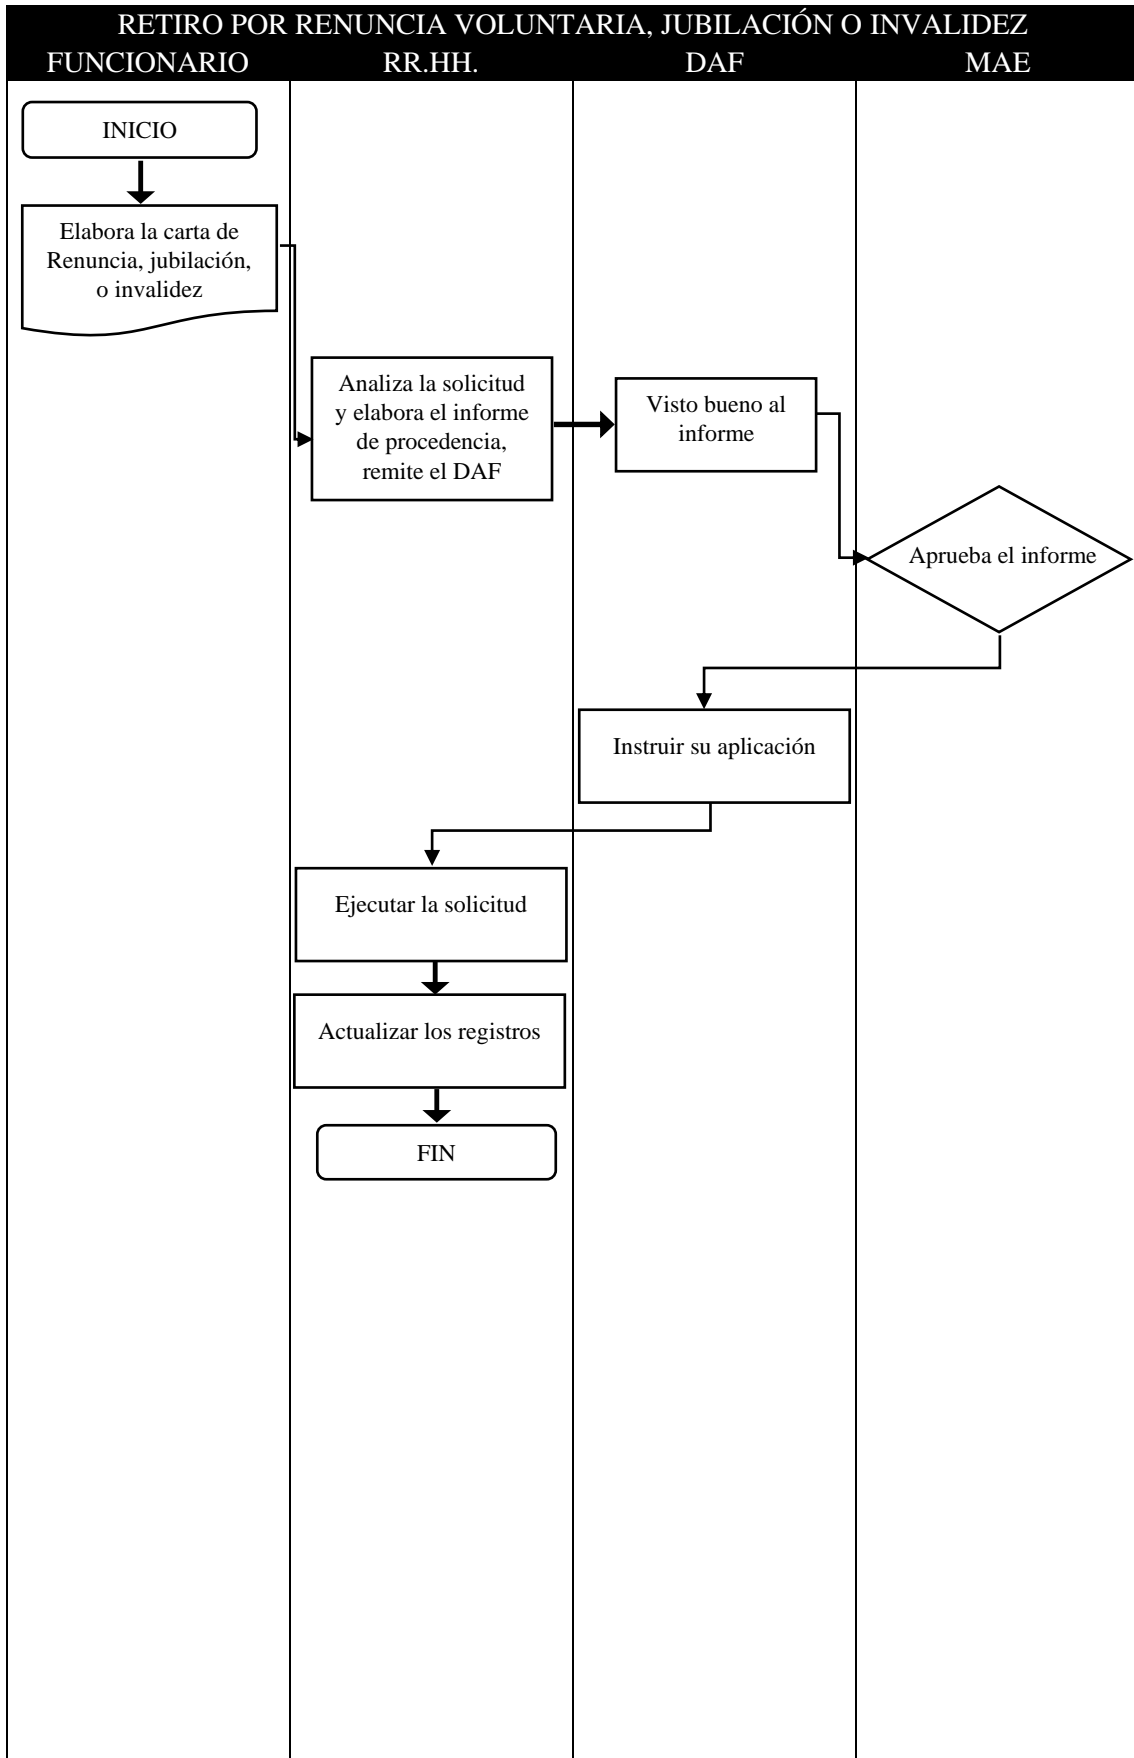 RETIRO POR RENUNCIA VOLUNTARIA, JUBILACIÓN O INVALIDEZ
FUNCIONARIO RR.HH. DAF MAE
INICIO
Elabora la carta de
Renuncia, jubilación,
o invalidez
Analiza la solicitud
y elabora el informe
de procedencia,
remite el DAF
Visto bueno al
informe
Aprueba el informe
Instruir su aplicación
Ejecutar la solicitud
Actualizar los registros
FIN